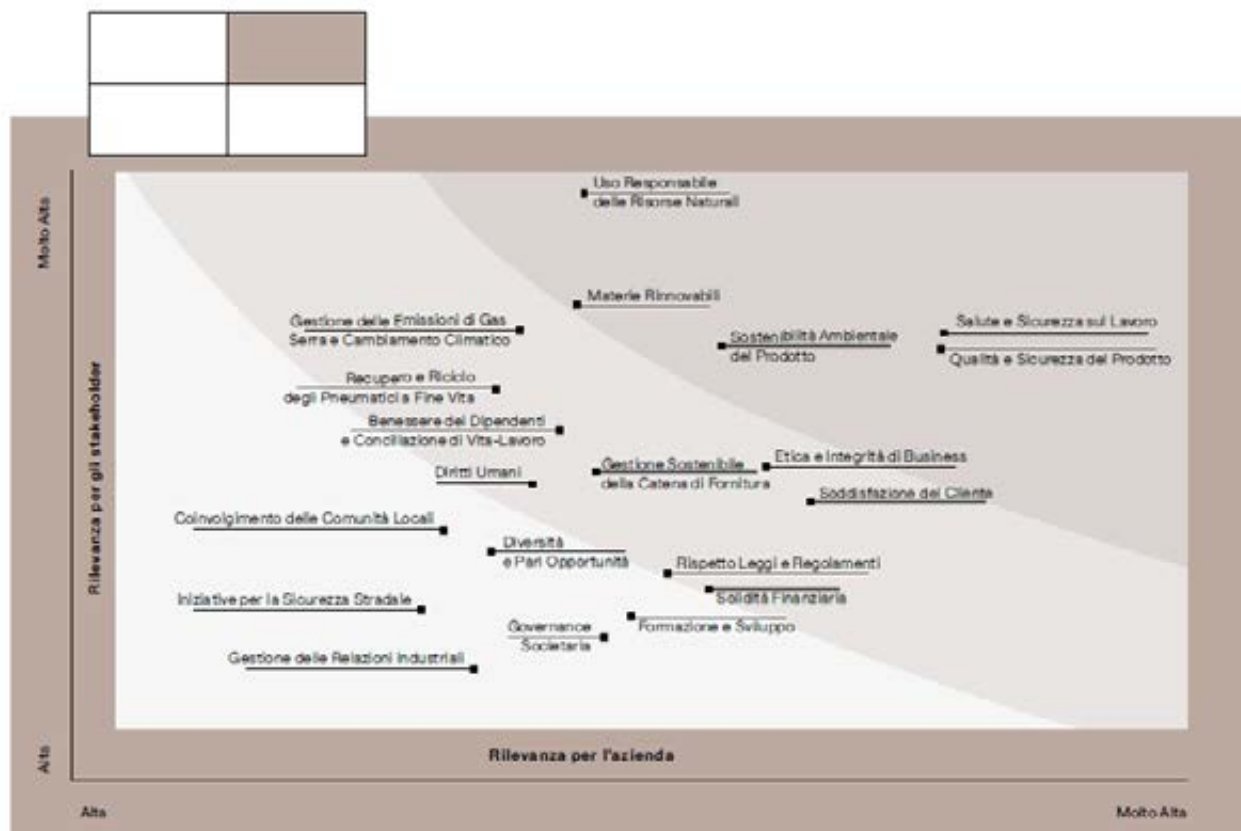 Molto Alta
Rilevanza per gli stakeholder
Alta
Uso Responsabile
delle Risorse Naturali
Materie Rinnovabili
Gestione delle Emissioni di Gas
Serra e Cambiamento Climatico
Sostenibilità Ambientale
del Prodotto
Salute e Sicurezza sul Lavoro
Qualità e Sicurezza del Prodotto
Recupero e Riciclo
degli Pneumatici a Fine Vita
Benessere dei Dipendenti
e Conciliazione di Vita-Lavoro
Diritti Umani
Gestione Sostenibile
della Catena di Fornitura
Etica e Integrità di Business
Soddisfazione del Cliente
Coinvolgimento delle Comunità Locali
Diversità
e Pari Opportunità
Rispetto Leggi e Regolamenti
Solidità Finanziaria
Iniziative per la Sicurezza Stradale
Formazione e Sviluppo
Governance
Societaria
Gestione delle Relazioni Industriali
Rilevanza per l'azienda
Alta
Molto Alta